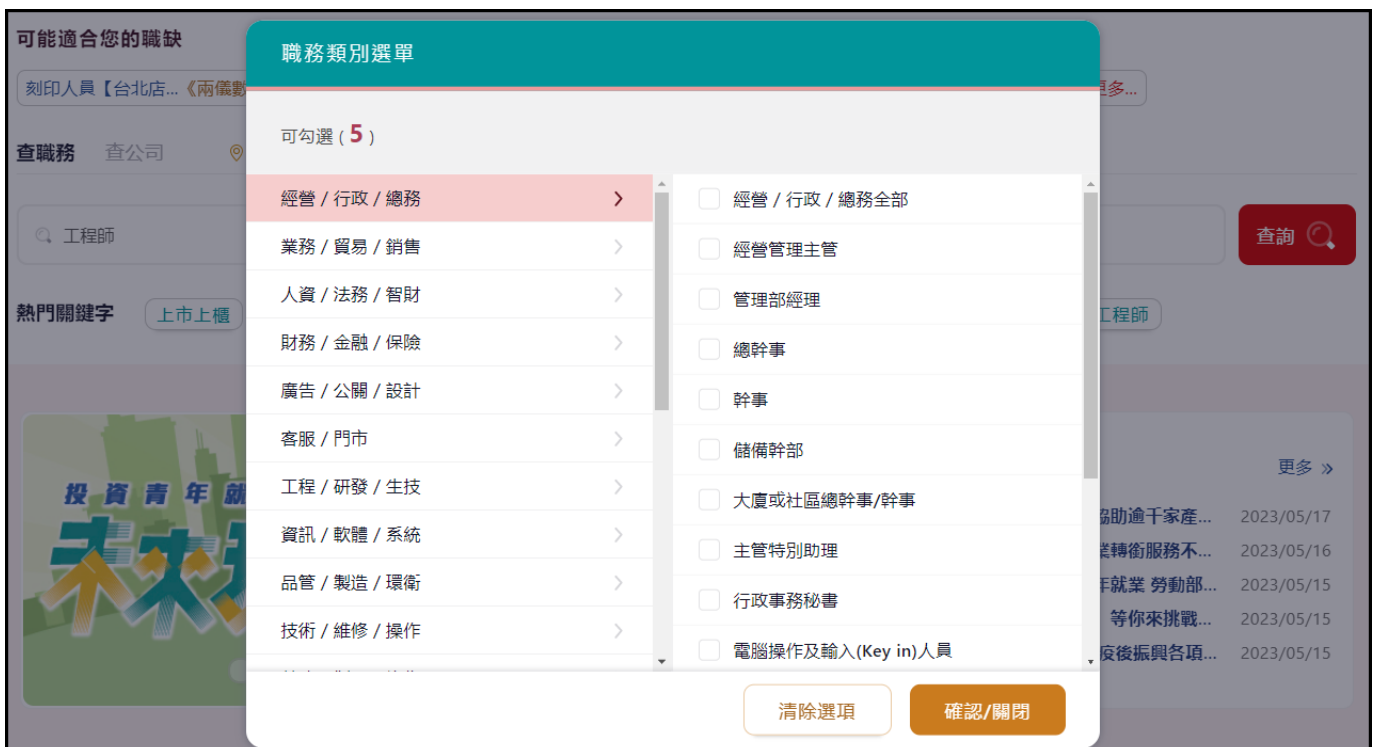 可能適合您的職缺
職務類別選單
刻印人員【台北店...《兩儀數
更多...
可勾選 ( 5 )
查職務 查公司
經營 / 行政 / 總務
業務 / 貿易 / 銷售
人資 / 法務 / 智財
財務 / 金融 / 保險
廣告 / 公關 / 設計
客服 / 門市
工程 / 研發 / 生技
資訊 / 軟體 / 系統
品管 / 製造 / 環衛
技術 / 維修 / 操作
經營 / 行政 / 總務全部
經營管理主管
管理部經理
總幹事
幹事
儲備幹部
大廈或社區總幹事/幹事
主管特別助理
行政事務秘書
電腦操作及輸入(Key in)人員
清除選項
確認/關閉
工程師
查詢
熱門關鍵字 上市上櫃
工程師
投資青年就
未來
更多 »
協助逾千家產... 2023/05/17
業轉銜服務不... 2023/05/16
年就業 勞動部... 2023/05/15
等你來挑戰... 2023/05/15
疫後振興各項... 2023/05/15